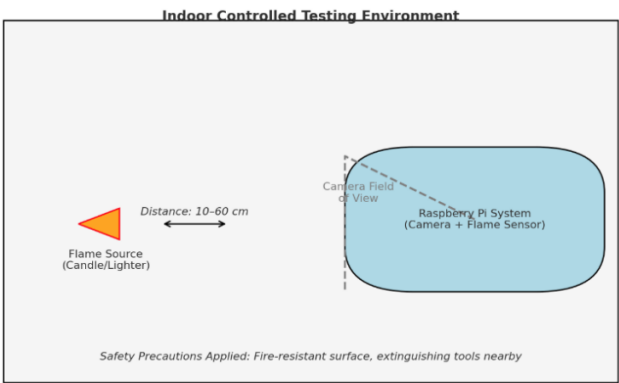 Indoor Controlled Testing Environment
Camera Field
of View
Distance: 10–60 cm
Raspberry Pi System
(Camera + Flame Sensor)
Flame Source
(Candle/Lighter)
Safety Precautions Applied: Fire-resistant surface, extinguishing tools nearby